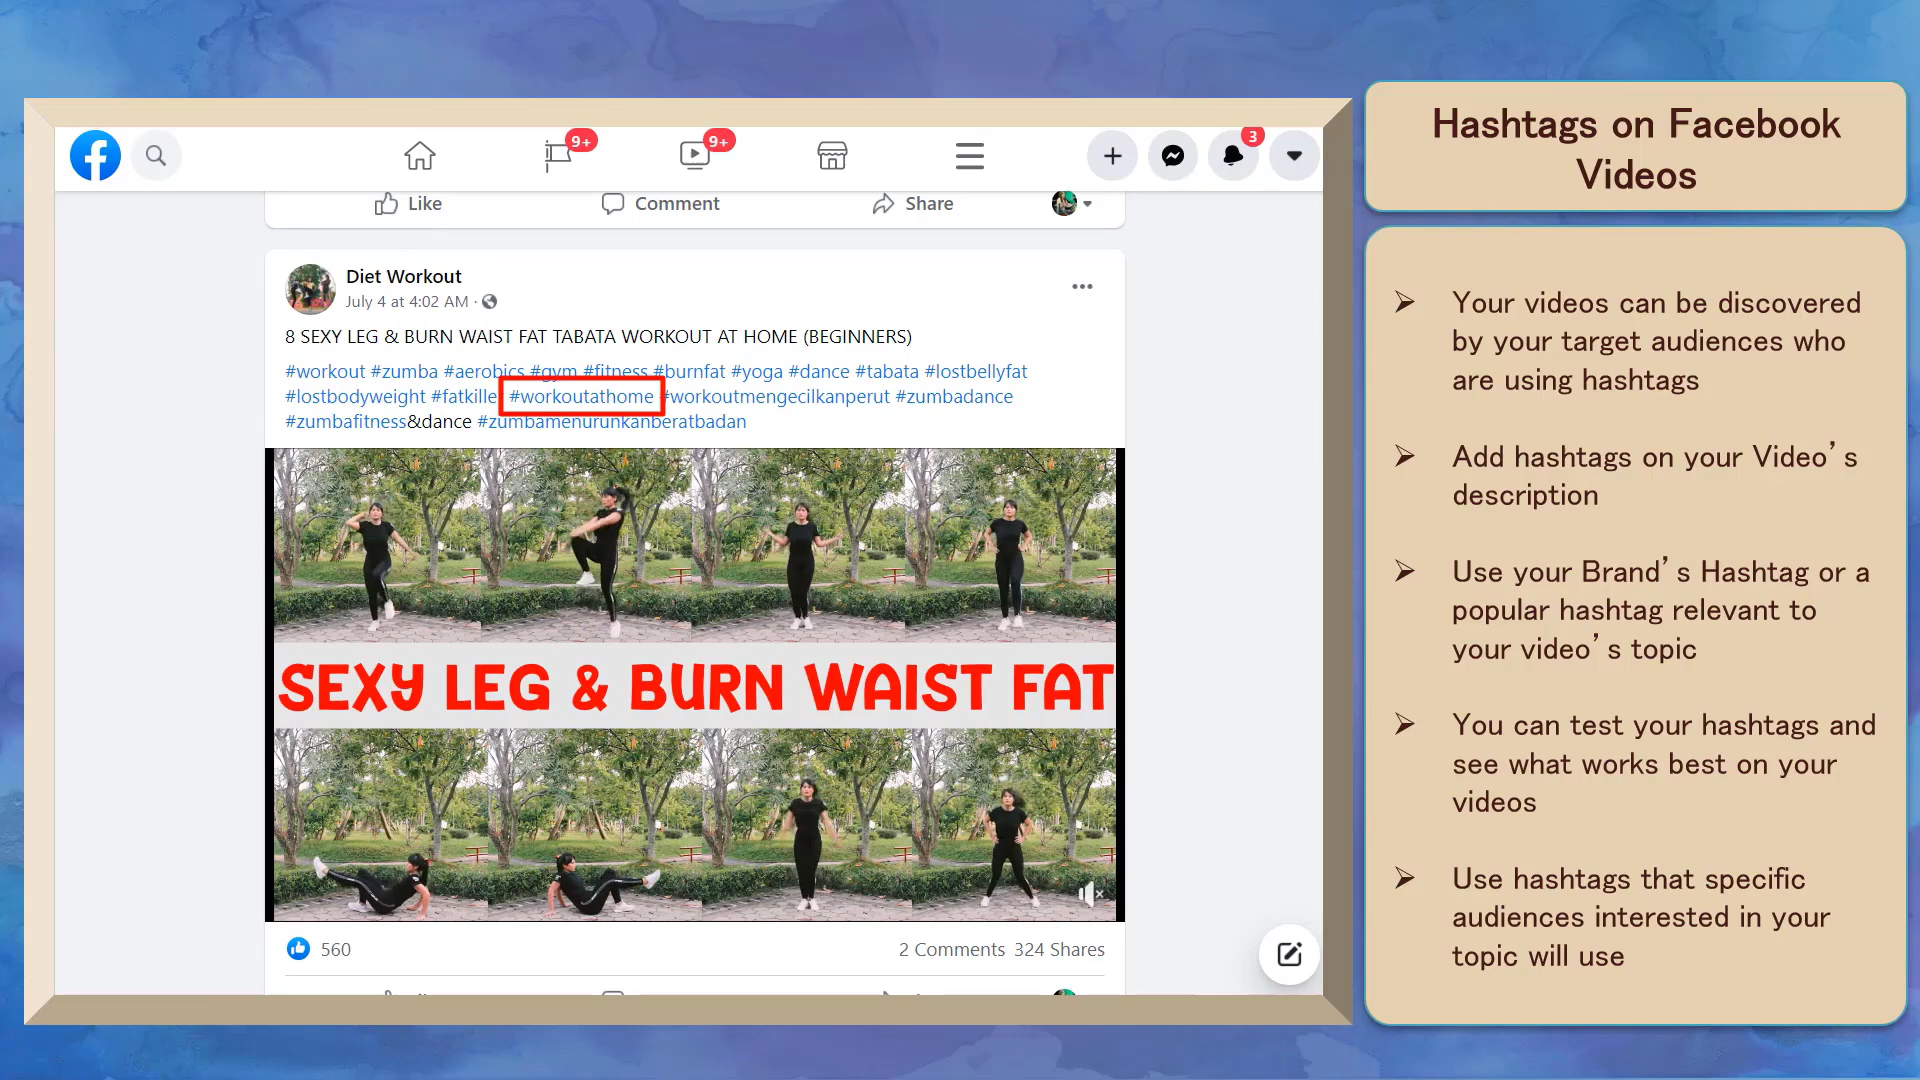 Hashtags on Facebook
Videos
9+
9+
3
Like
Comment
Share
Diet Workout
July 4 at 4:02 AM ·
8 SEXY LEG & BURN WAIST FAT TABATA WORKOUT AT HOME (BEGINNERS)
#workout #zumba #aerobics #gym #fitness #burnfat #yoga #dance #tabata #lostbellyfat
#lostbodyweight #fatkille #workoutathome #workoutmengecilkanperut #zumbadance
#zumbafitness&dance #zumbamenurunkanberatbadan
SEXY LEG & BURN WAIST FAT
560
2 Comments 324 Shares
➢ Your videos can be discovered
by your target audiences who
are using hashtags
➢ Add hashtags on your Video's
description
➢ Use your Brand's Hashtag or a
popular hashtag relevant to
your video's topic
➢ You can test your hashtags and
see what works best on your
videos
➢ Use hashtags that specific
audiences interested in your
topic will use